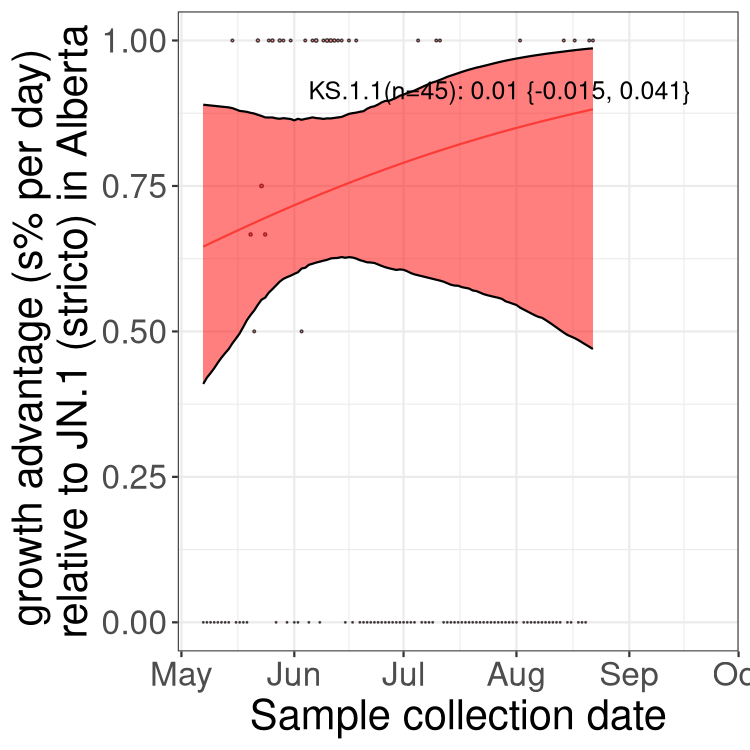 growth advantage (s% per day)
relative to JN.1 (stricto) in Alberta
1.00
0.75
0.50
0.25
0.00
KS.1.1(n=45): 0.01 {-0.015, 0.041}
May Jun Jul Aug Sep Oc
Sample collection date